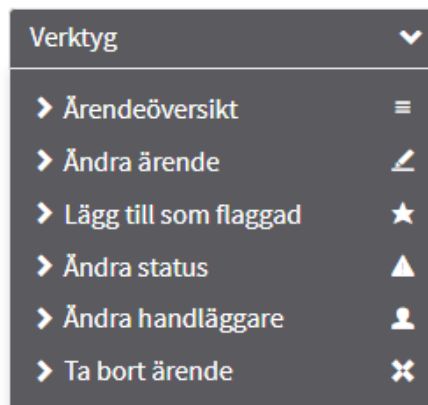 Verktyg
Ärendeöversikt
Ändra ärende
Lägg till som flaggad
Ändra status
Ändra handläggare
Ta bort ärende